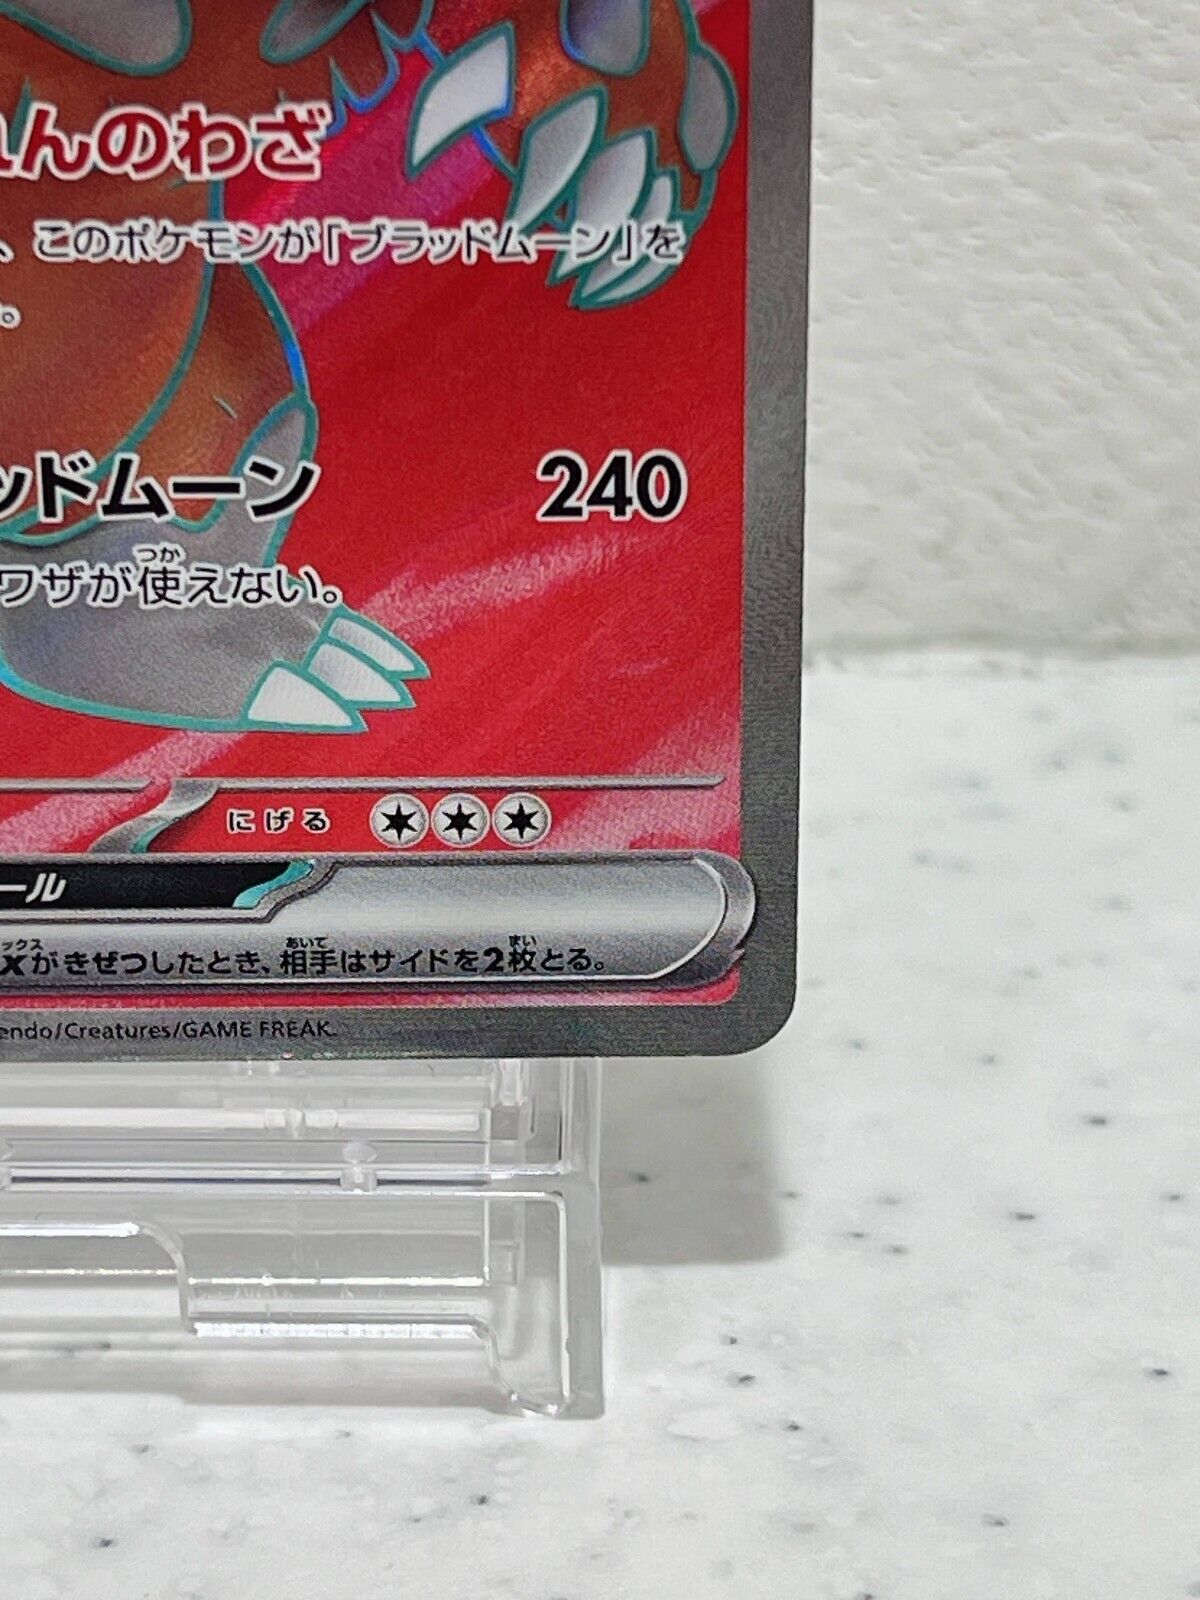 んのわざ
、このポケモンが「ブラッドムーン」を
。
ッドムーン 240
つか
ワザが使えない。
にげる
ール
ックス あいて まい
xがきぜつしたとき、相手はサイドを2枚とる。
endo/Creatures/GAME FREAK.